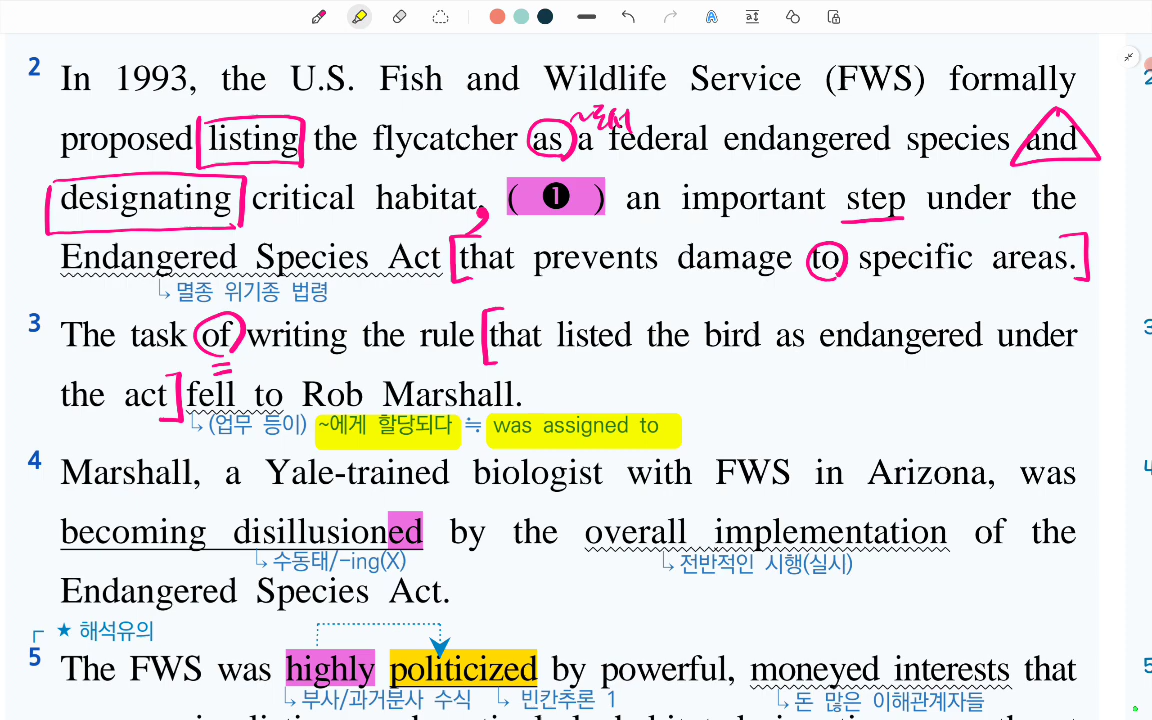 2 In 1993, the U.S. Fish and Wildlife Service (FWS) formally
~로서
proposed listing the flycatcher as a federal endangered species and
designating critical habitat, ( ❶ ) an important step under the
Endangered Species Act that prevents damage to specific areas.
↳ 멸종 위기종 법령
3 The task of writing the rule that listed the bird as endangered under
the act fell to Rob Marshall.
↳ (업무 등이) ~에게 할당되다 ≒ was assigned to
4 Marshall, a Yale-trained biologist with FWS in Arizona, was
becoming disillusioned by the overall implementation of the
↳ 수동태/-ing(X) ↳ 전반적인 시행(실시)
Endangered Species Act.
★ 해석유의
5 The FWS was highly politicized by powerful, moneyed interests that
↳ 부사/과거분사 수식 ↳ 빈칸추론 1 ↳ 돈 많은 이해관계자들